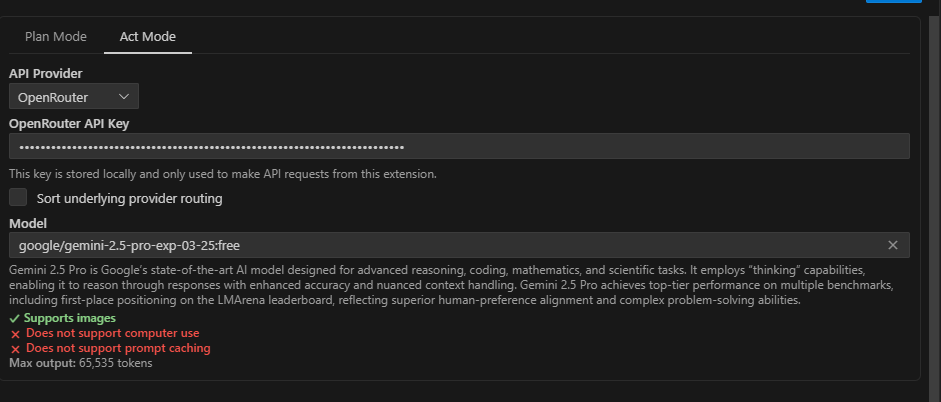 Plan Mode
Act Mode
API Provider
OpenRouter
OpenRouter API Key
This key is stored locally and only used to make API requests from this extension.
Sort underlying provider routing
Model
google/gemini-2.5-pro-exp-03-25:free
Gemini 2.5 Pro is Google's state-of-the-art AI model designed for advanced reasoning, coding, mathematics, and scientific tasks. It employs “thinking” capabilities,
enabling it to reason through responses with enhanced accuracy and nuanced context handling. Gemini 2.5 Pro achieves top-tier performance on multiple benchmarks,
including first-place positioning on the LMArena leaderboard, reflecting superior human-preference alignment and complex problem-solving abilities.
Supports images
Does not support computer use
Does not support prompt caching
Max output: 65,535 tokens